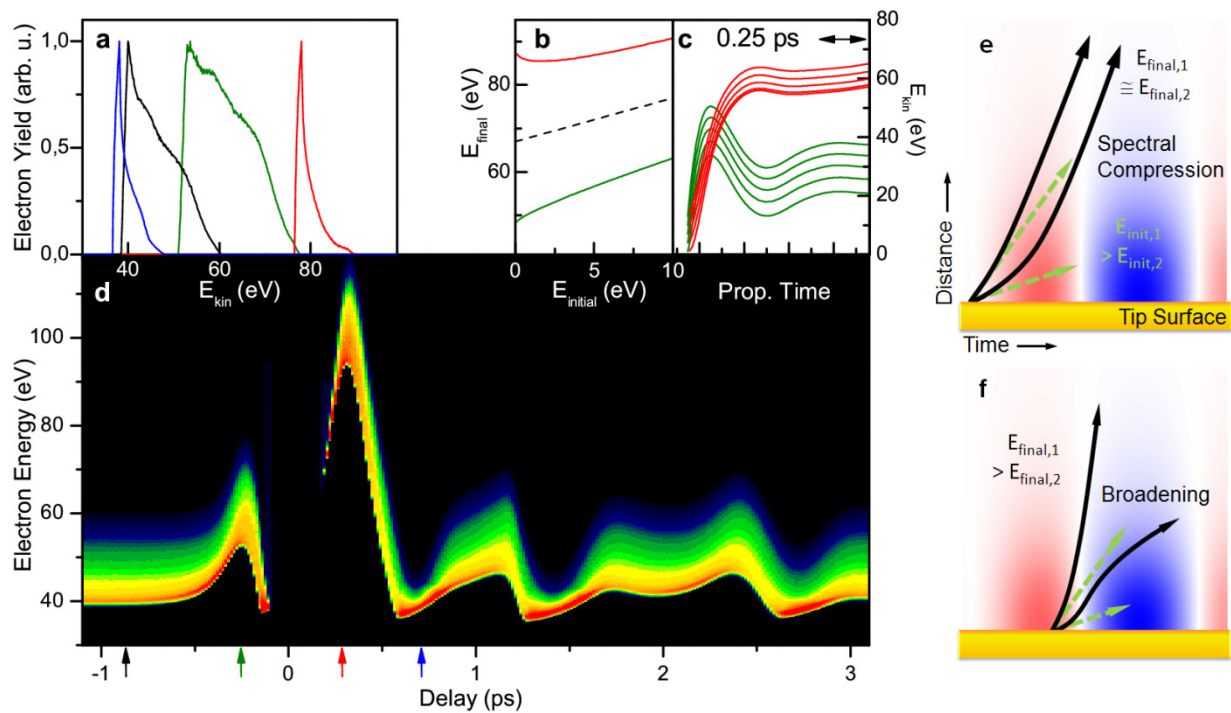 a
b
c
0.25 ps
Electron Yield (arb. u.)
1,0
0,5
0,0
40
60
80
E_kin (eV)
E_final (eV)
80
60
0
5
10
E_initial (eV)
80
60
40
20
0
E_kin (eV)
Prop. Time
d
Electron Energy (eV)
100
80
60
40
-1
0
1
2
3
Delay (ps)
e
E_final,1
≅ E_final,2
Spectral
Compression
E_init,1
> E_init,2
Distance
Tip Surface
Time
f
E_final,1
> E_final,2
Broadening